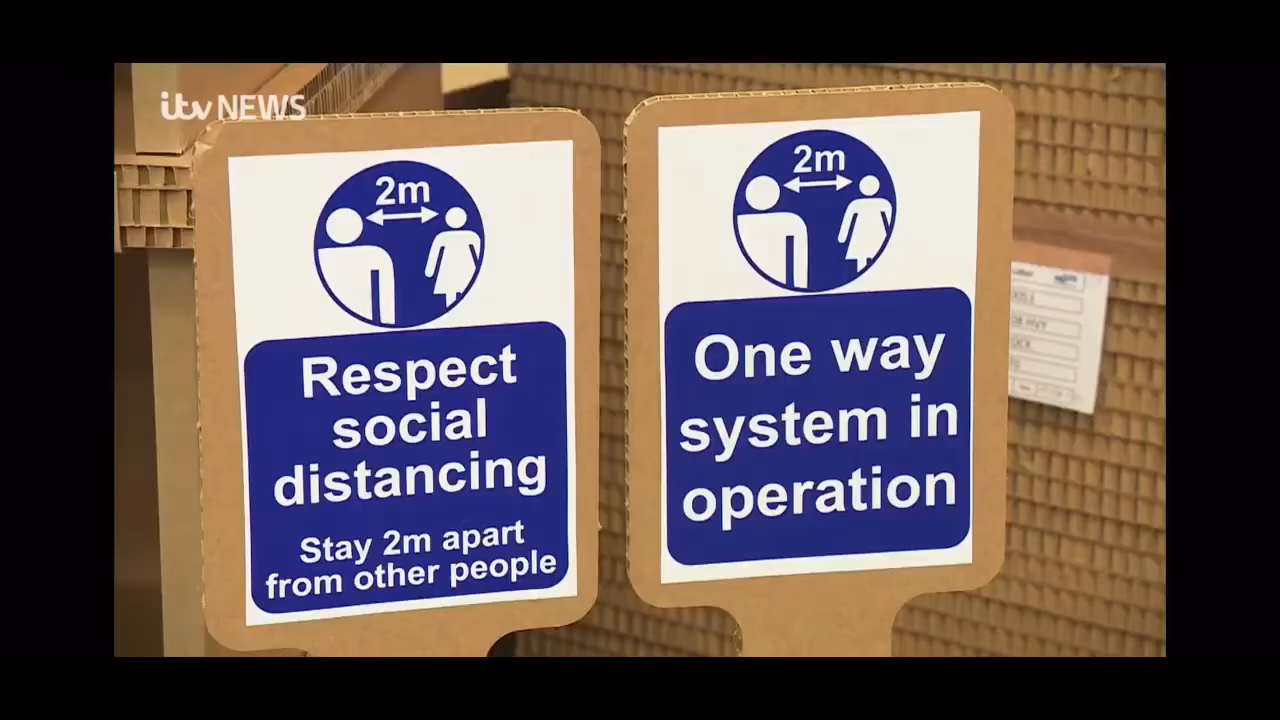 itv NEWS
2m
Respect
social
distancing
Stay 2m apart
from other people
2m
One way
system in
operation